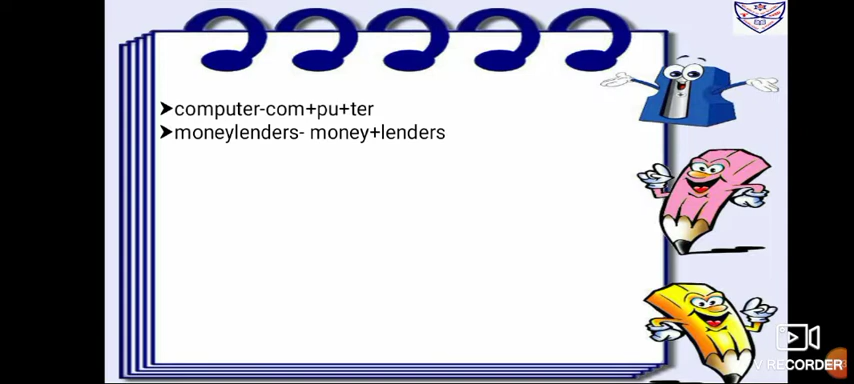 ➤computer-com+pu+ter
➤moneylenders- money+lenders
V RECORDER